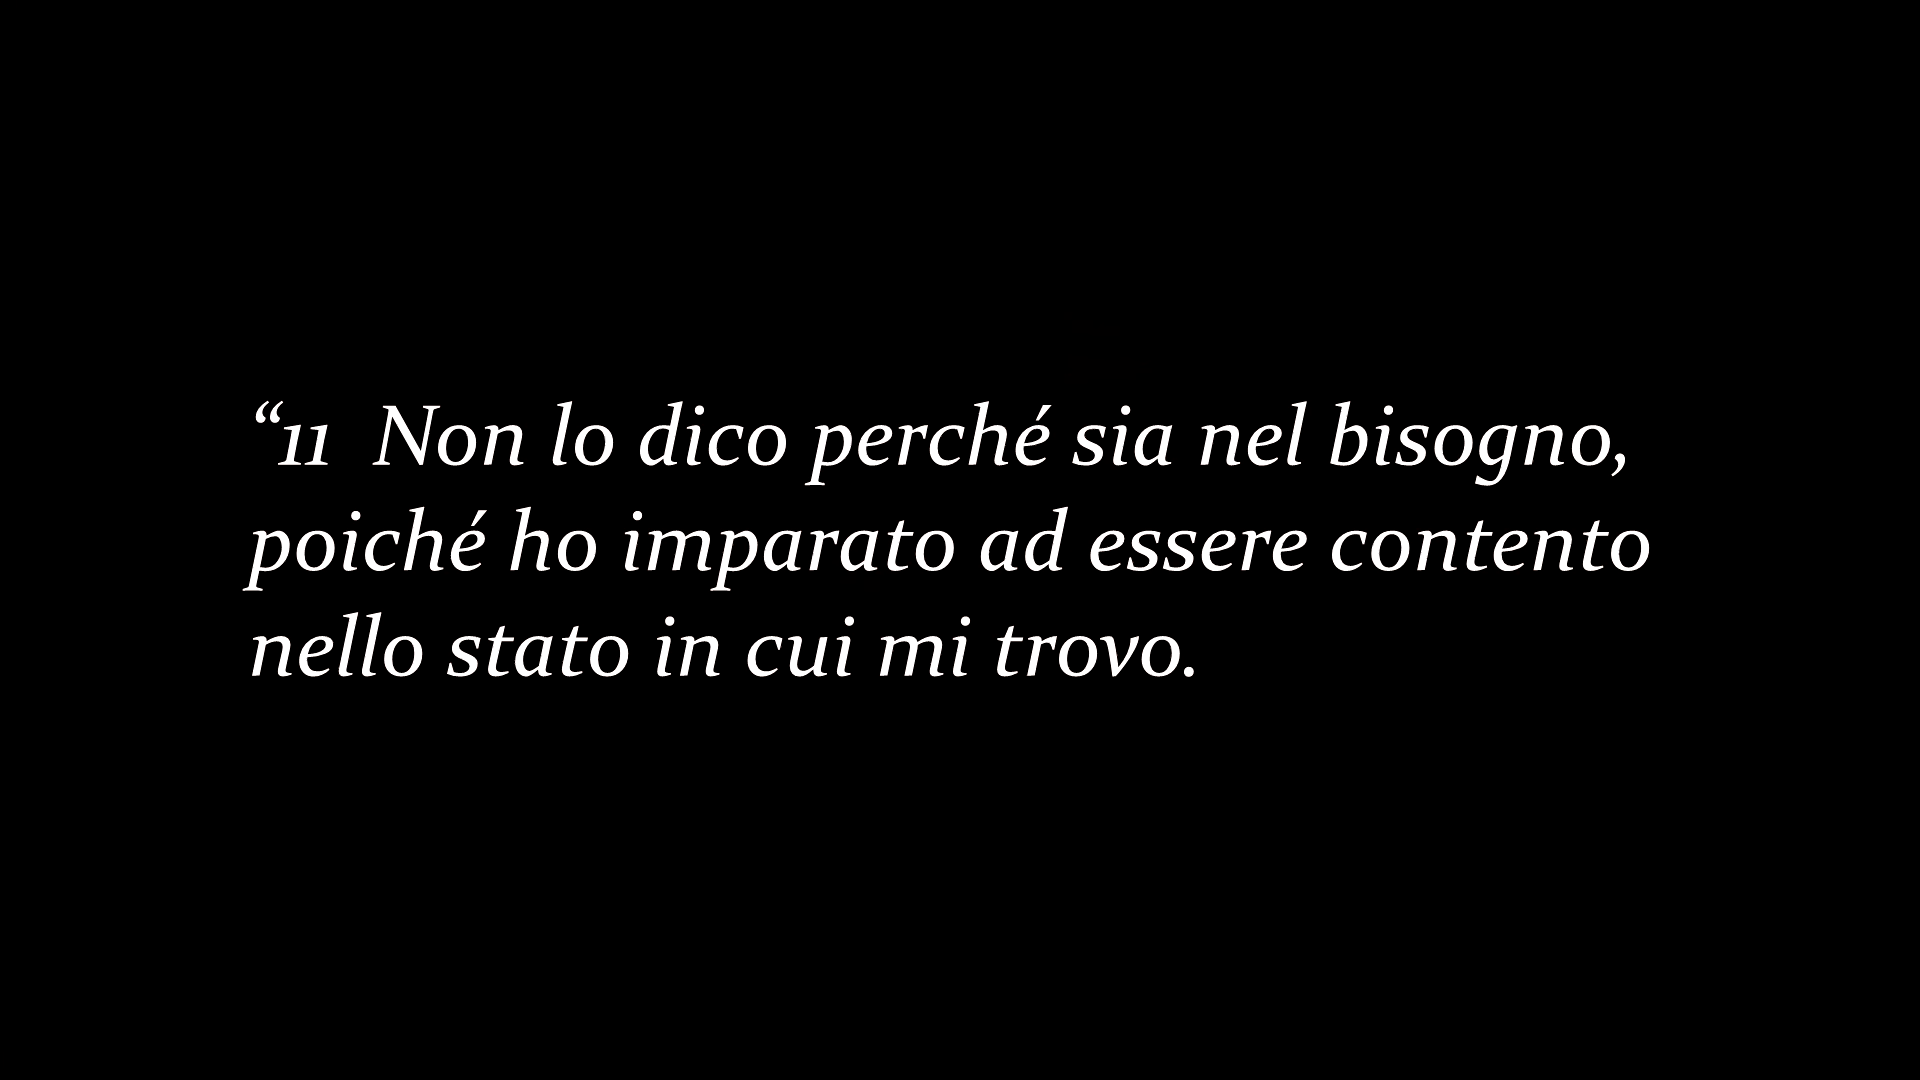 “11  Non lo dico perché sia nel bisogno,
poiché ho imparato ad essere contento
nello stato in cui mi trovo.